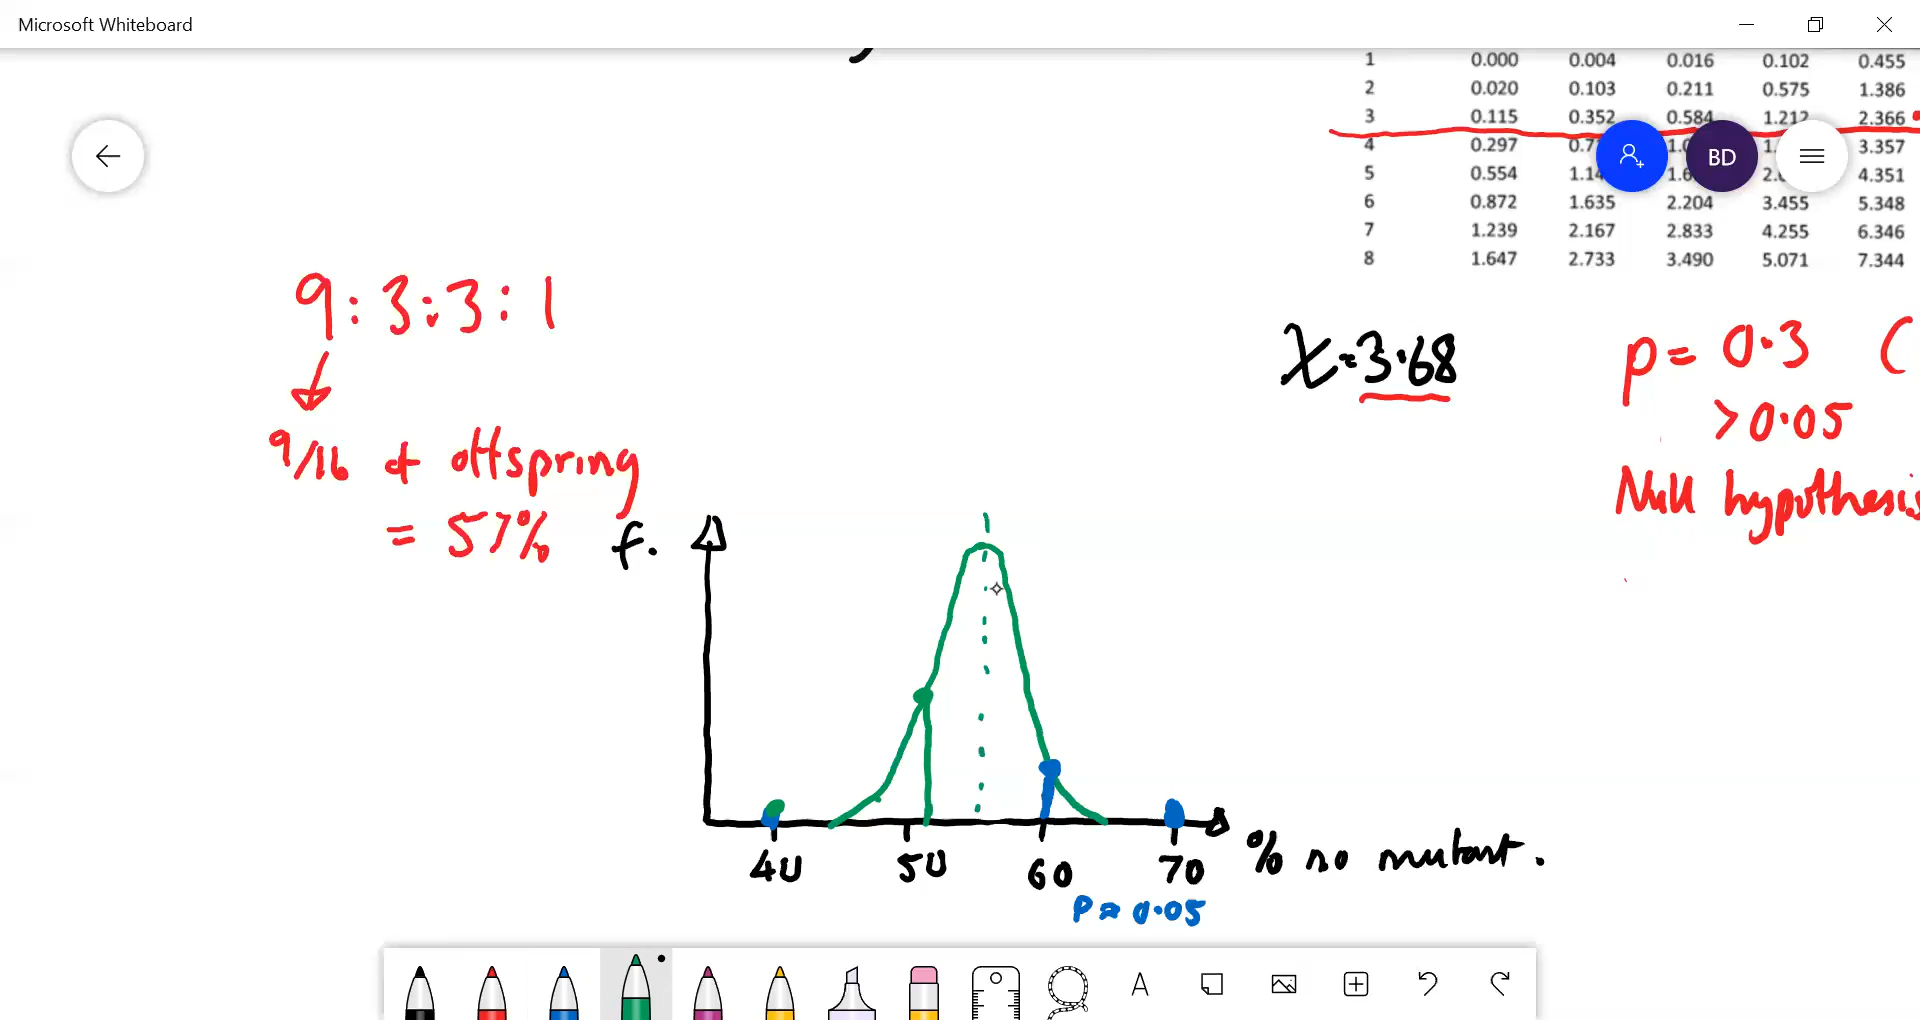 Microsoft Whiteboard
1 0.000 0.004 0.016 0.102 0.455
2 0.020 0.103 0.211 0.575 1.386
3 0.115 0.352 0.584 1.212 2.366
4 0.297 3.357
5 0.554 4.351
6 0.872 1.635 2.204 3.455 5.348
7 1.239 2.167 2.833 4.255 6.346
8 1.647 2.733 3.490 5.071 7.344
BD
9:3:3:1
9/16 of offspring
= 57%
χ=3.68
p= 0.3 (
>0.05
Null hypothesis
f.
40 50 60 70
% no mutant.
P = 0.05
A